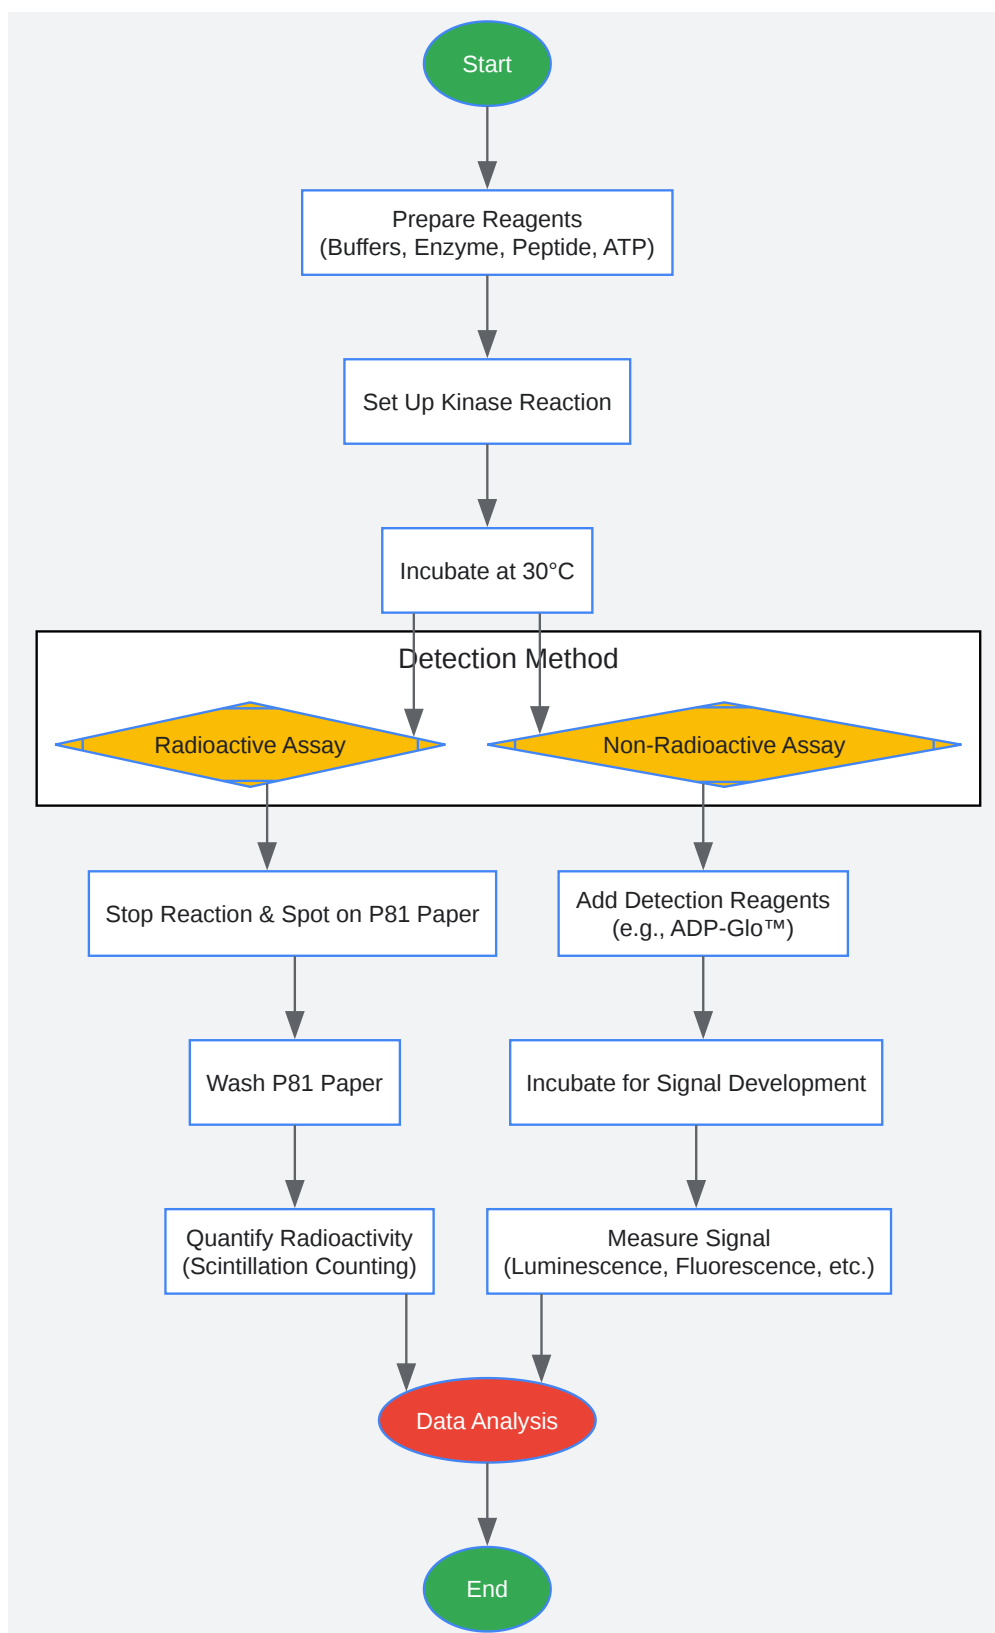 Start
Prepare Reagents
(Buffers, Enzyme, Peptide, ATP)
Set Up Kinase Reaction
Incubate at 30°C
Detection Method
Radioactive Assay
Non-Radioactive Assay
Stop Reaction & Spot on P81 Paper
Add Detection Reagents
(e.g., ADP-Glo™)
Wash P81 Paper
Incubate for Signal Development
Quantify Radioactivity
(Scintillation Counting)
Measure Signal
(Luminescence, Fluorescence, etc.)
Data Analysis
End